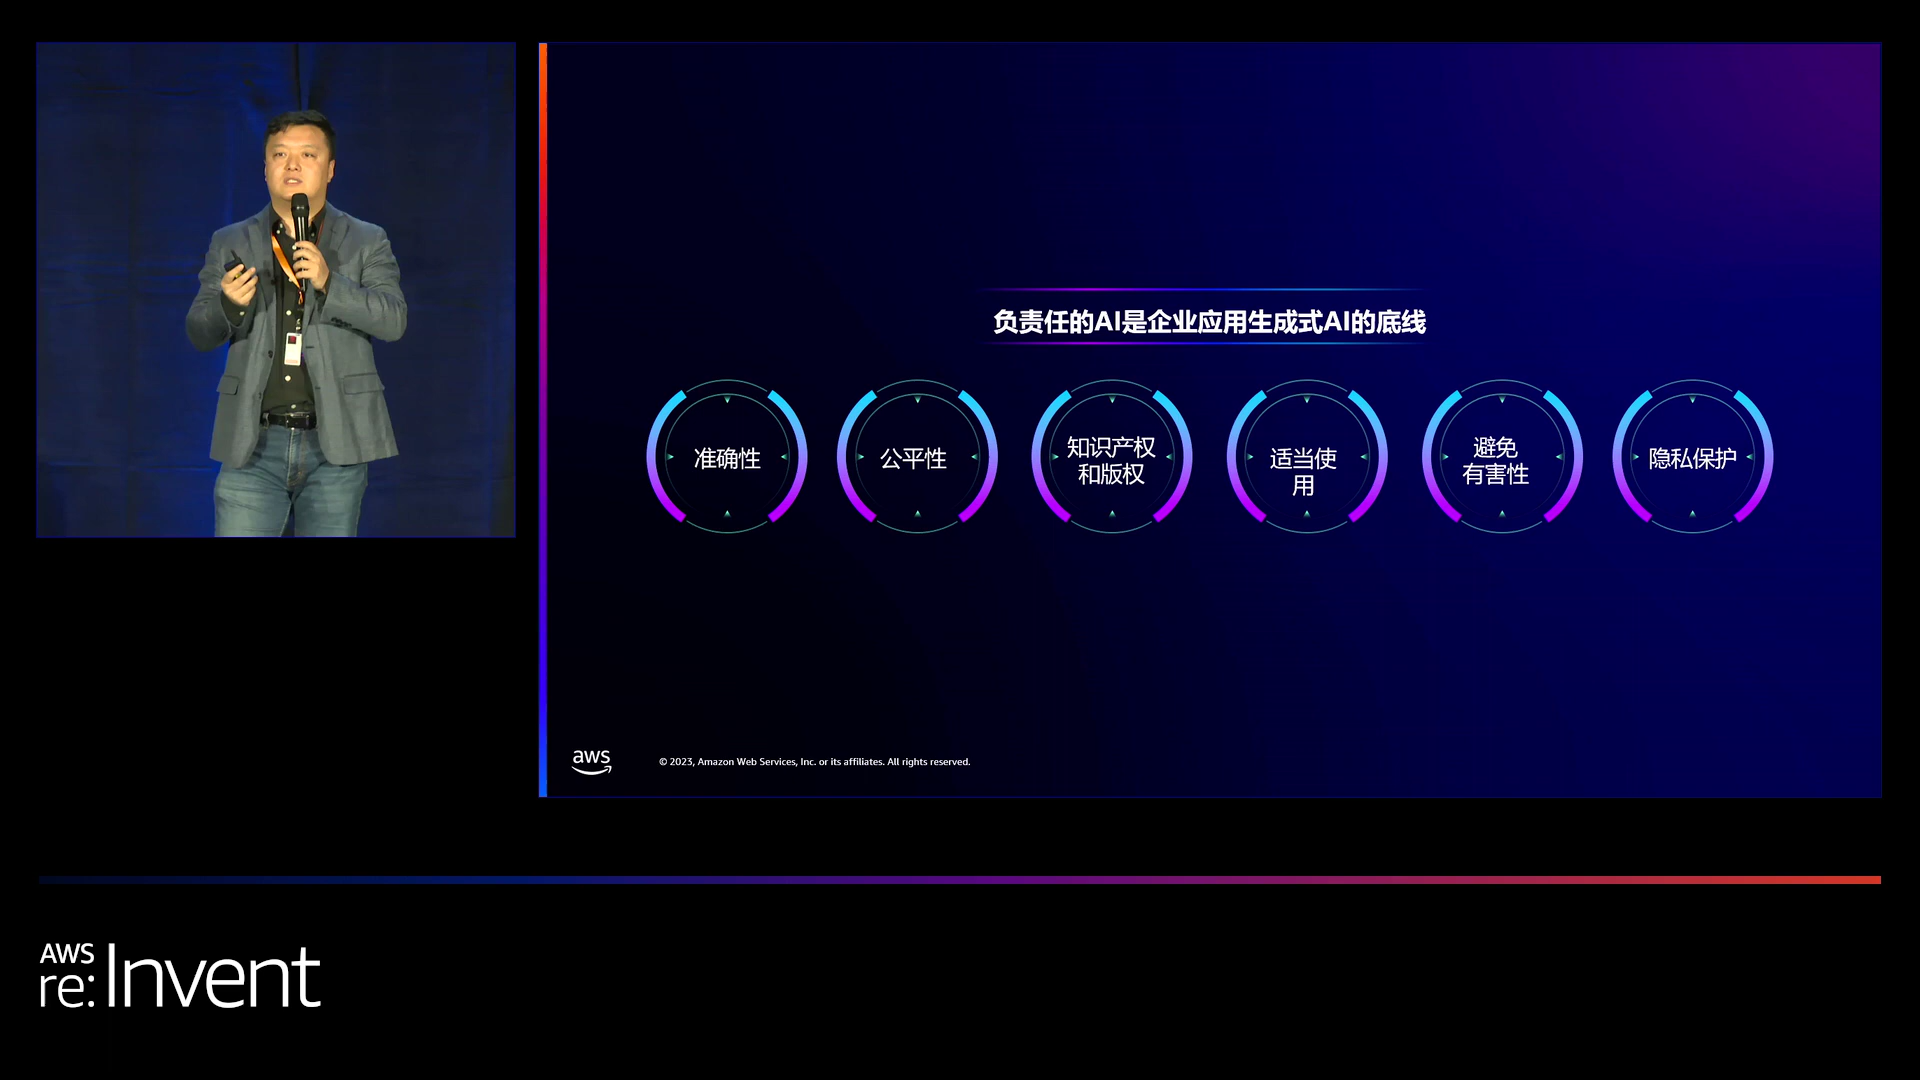 负责任的AI是企业应用生成式AI的底线
准确性
公平性
知识产权
和版权
适当使
用
避免
有害性
隐私保护
aws
© 2023, Amazon Web Services, Inc. or its affiliates. All rights reserved.
AWS
re:Invent